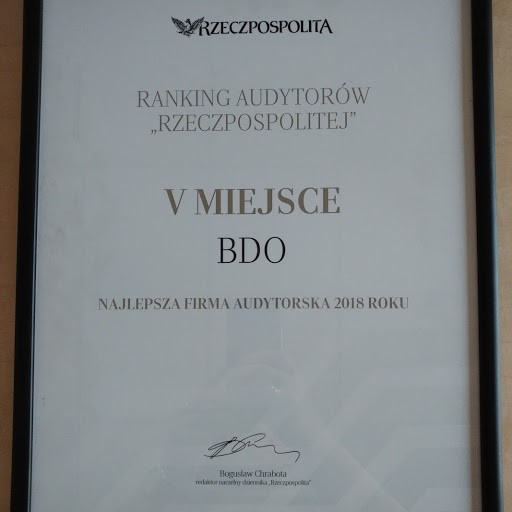 RZECZPOSPOLITA
RANKING AUDYTORÓW
„RZECZPOSPOLITEJ”
V MIEJSCE
BDO
NAJLEPSZA FIRMA AUDYTORSKA 2018 ROKU
Bogusław Chrabota
redaktor naczelny dziennika „Rzeczpospolita”